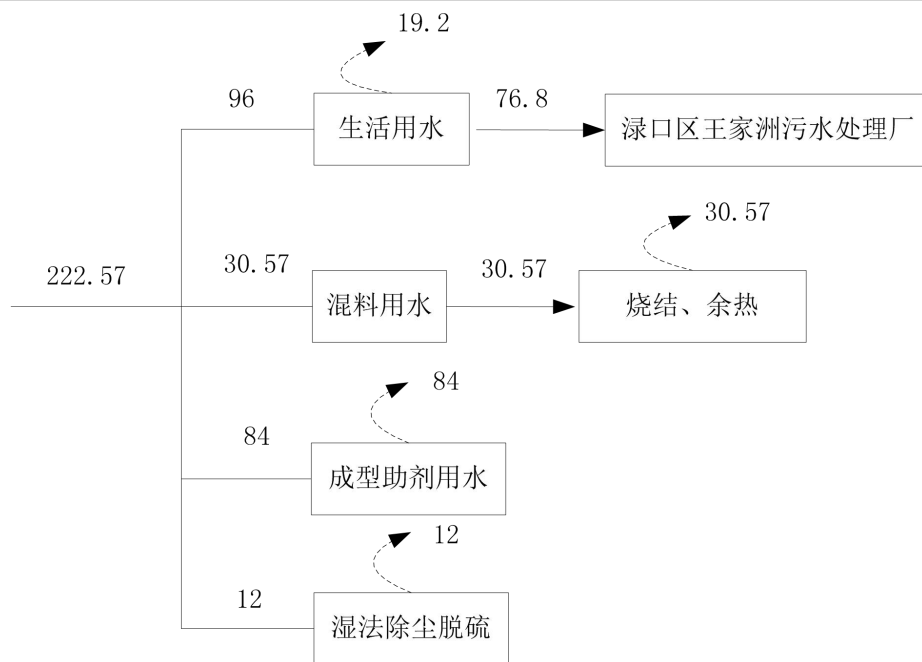 19.2
96
生活用水
76.8
渌口区王家洲污水处理厂
222.57
30.57
混料用水
30.57
烧结、余热
30.57
84
84
成型助剂用水
12
12
湿法除尘脱硫